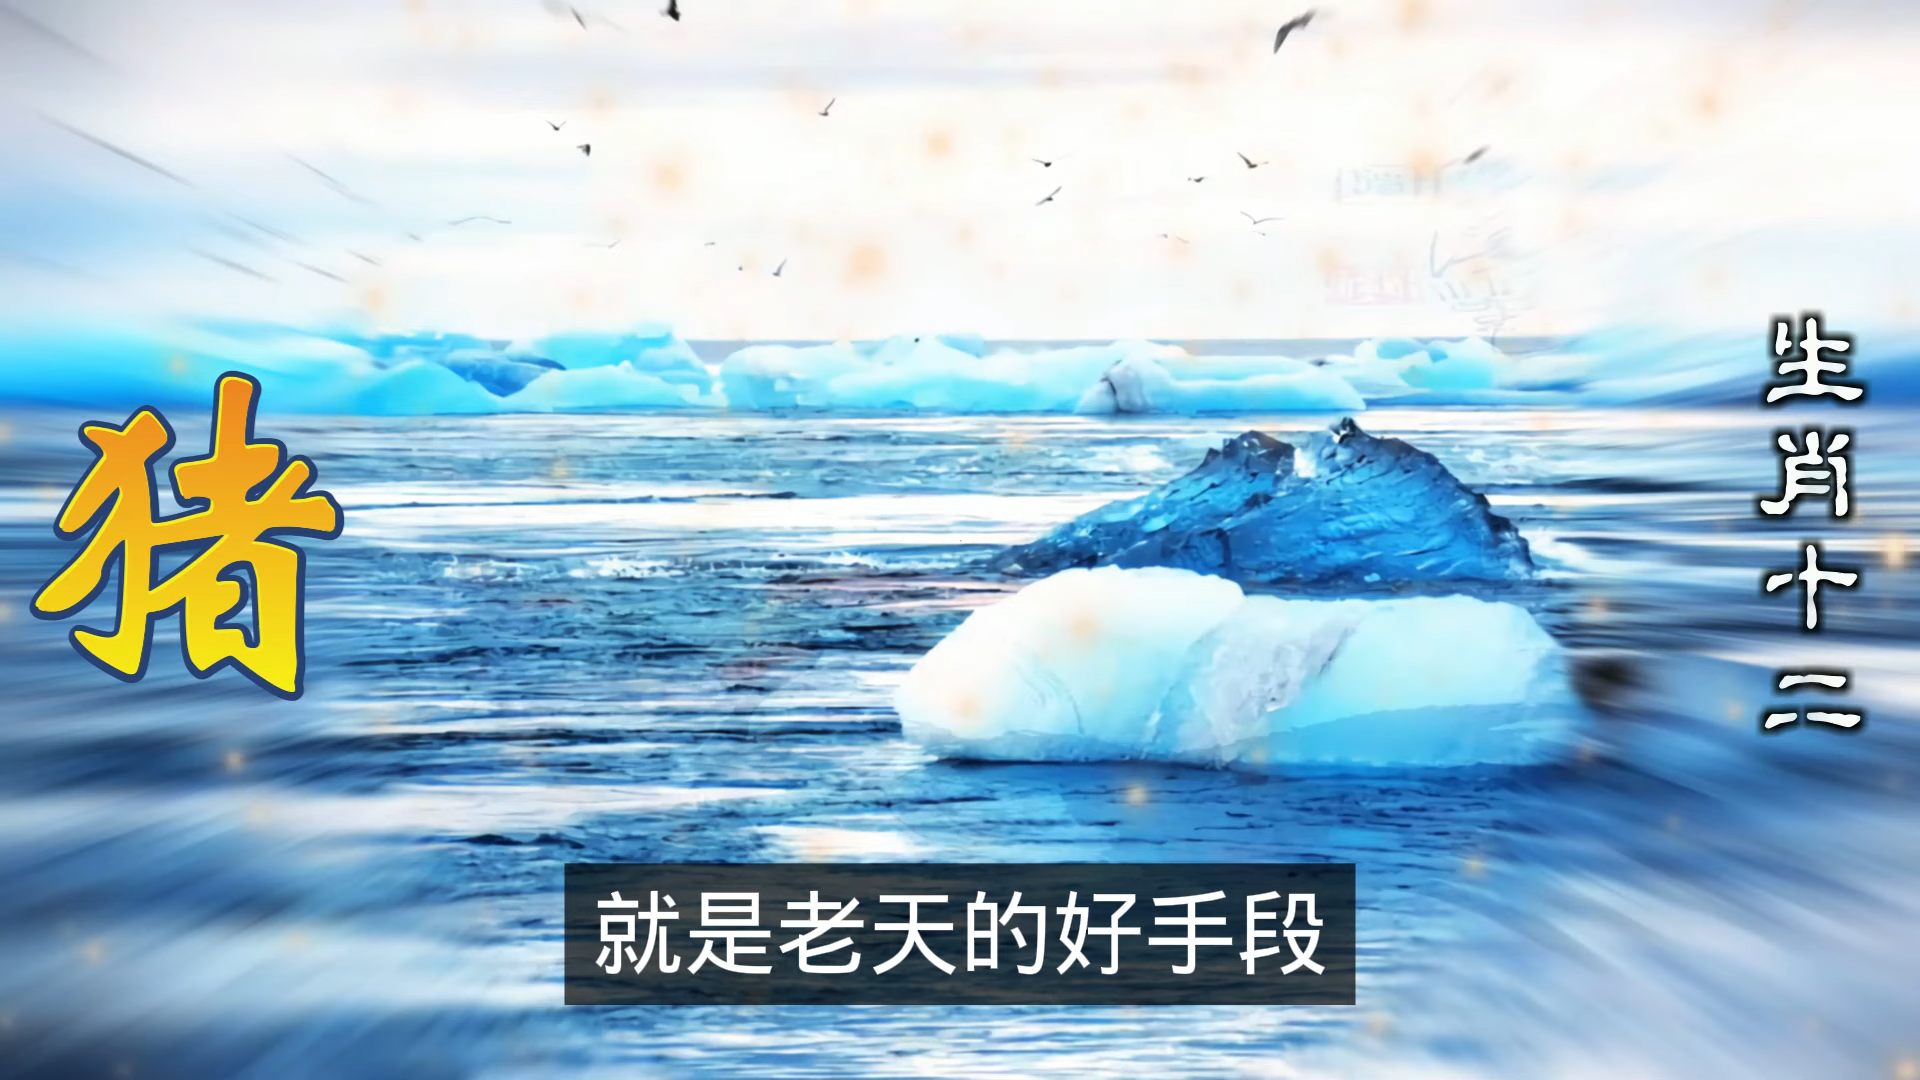 猪
生肖十二
就是老天的好手段